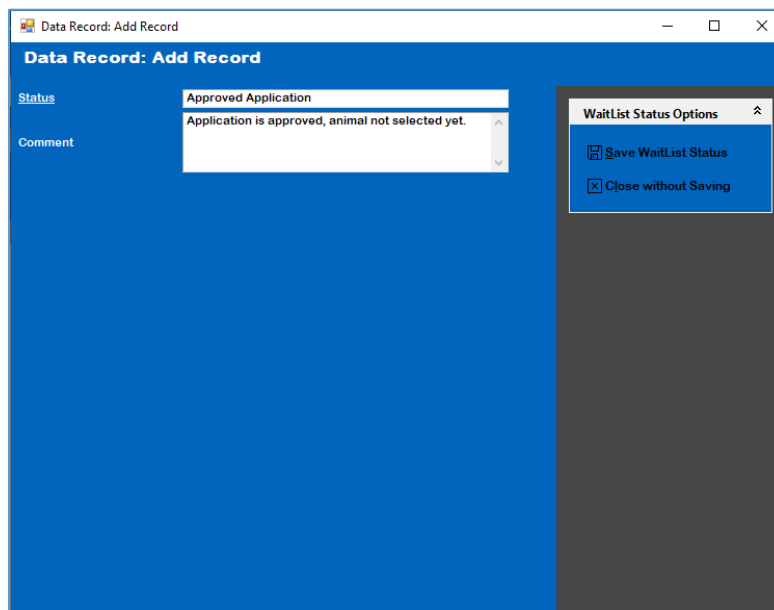 Data Record: Add Record
Data Record: Add Record
Status
Approved Application
Comment
Application is approved, animal not selected yet.
WaitList Status Options
Save WaitList Status
Close without Saving